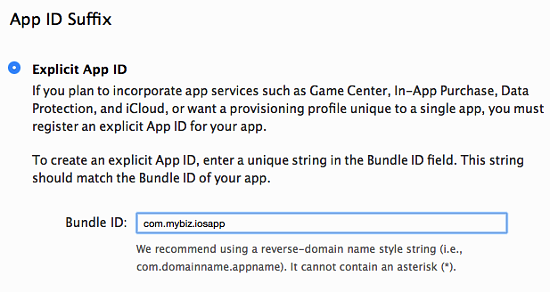 App ID Suffix
Explicit App ID
If you plan to incorporate app services such as Game Center, In-App Purchase, Data
Protection, and iCloud, or want a provisioning profile unique to a single app, you must
register an explicit App ID for your app.
To create an explicit App ID, enter a unique string in the Bundle ID field. This string
should match the Bundle ID of your app.
Bundle ID: com.mybiz.iosapp
We recommend using a reverse-domain name style string (i.e.,
com.domainname.appname). It cannot contain an asterisk (*).